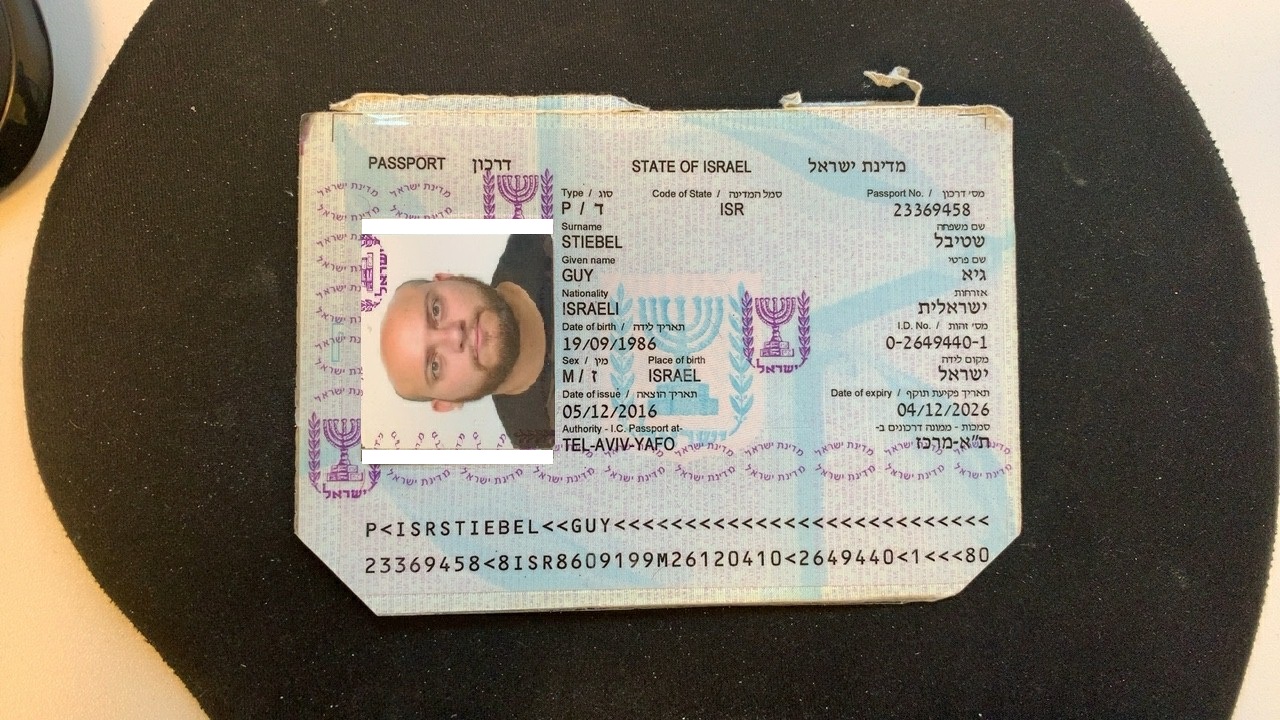 PASSPORT דרכון STATE OF ISRAEL מדינת ישראל
Type / סוג Code of State / סמל המדינה Passport No. / מס' דרכון
P / ד ISR 23369458
Surname שם משפחה
STIEBEL שטיבל
Given name שם פרטי
GUY גיא
Nationality אזרחות
ISRAELI ישראלית
Date of birth / תאריך לידה I.D. No. / מס' זהות
19/09/1986 0-2649440-1
Sex / מין Place of birth מקום לידה
M / ז ISRAEL ישראל
Date of issue / תאריך הוצאה Date of expiry / תאריך פקיעת תוקף
05/12/2016 04/12/2026
Authority - I.C. Passport at- סמכות - ממונה דרכונים ב-
TEL-AVIV-YAFO ת"א-מרכז
P<ISRSTIEBEL<<GUY<<<<<<<<<<<<<<<<<<<<<<<<<<<
23369458<8ISR8609199M26120410<2649440<1<<<80